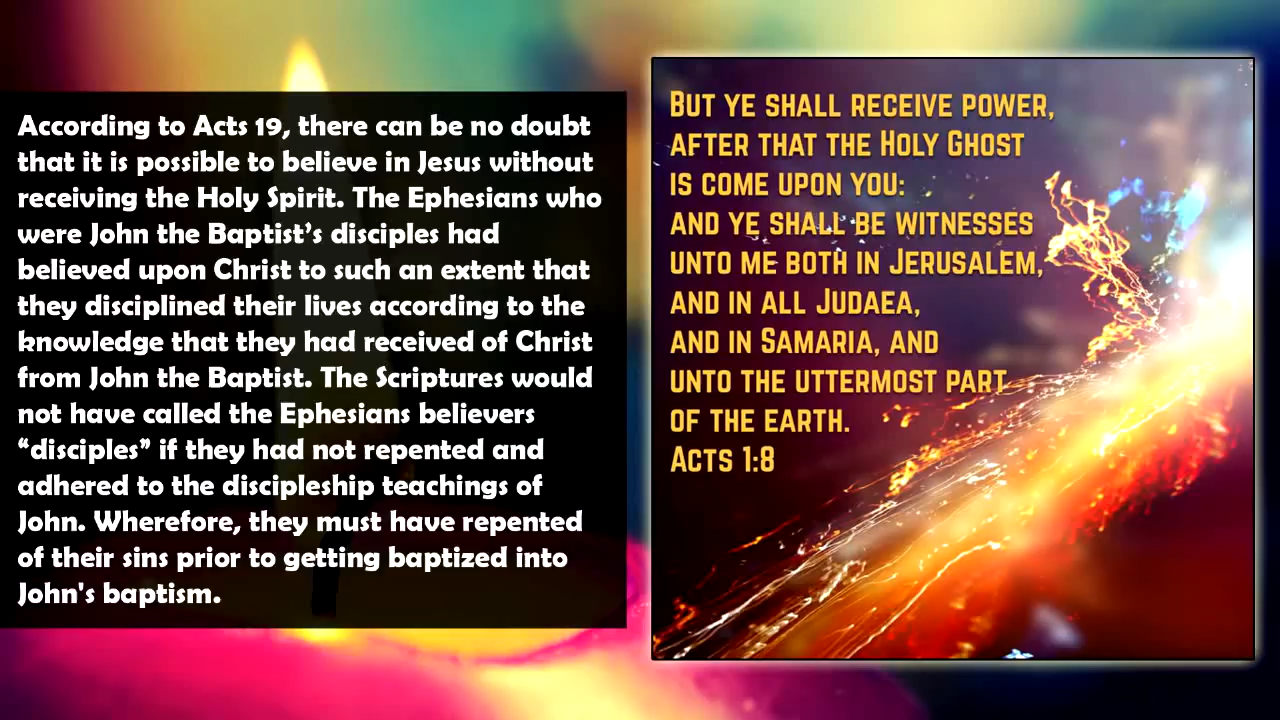 According to Acts 19, there can be no doubt
that it is possible to believe in Jesus without
receiving the Holy Spirit. The Ephesians who
were John the Baptist’s disciples had
believed upon Christ to such an extent that
they disciplined their lives according to the
knowledge that they had received of Christ
from John the Baptist. The Scriptures would
not have called the Ephesians believers
“disciples” if they had not repented and
adhered to the discipleship teachings of
John. Wherefore, they must have repented
of their sins prior to getting baptized into
John's baptism.
But ye shall receive power,
after that the Holy Ghost
is come upon you:
and ye shall be witnesses
unto me both in Jerusalem,
and in all Judaea,
and in Samaria, and
unto the uttermost part
of the earth.
Acts 1:8